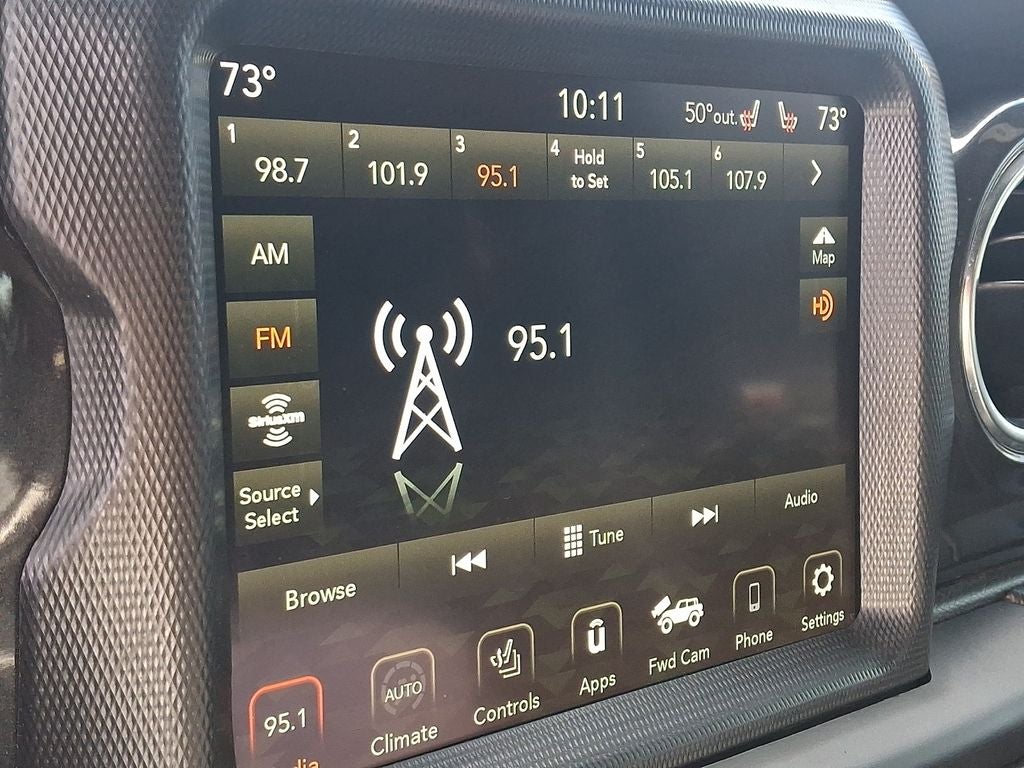 73° 10:11 50°out. 73°
1 98.7 2 101.9 3 95.1 4 Hold to Set 5 105.1 6 107.9
AM
Map
FM
HD
95.1
SiriusXM
Source
Select
Browse Tune Audio
95.1 AUTO
Climate Controls Apps Fwd Cam Phone Settings